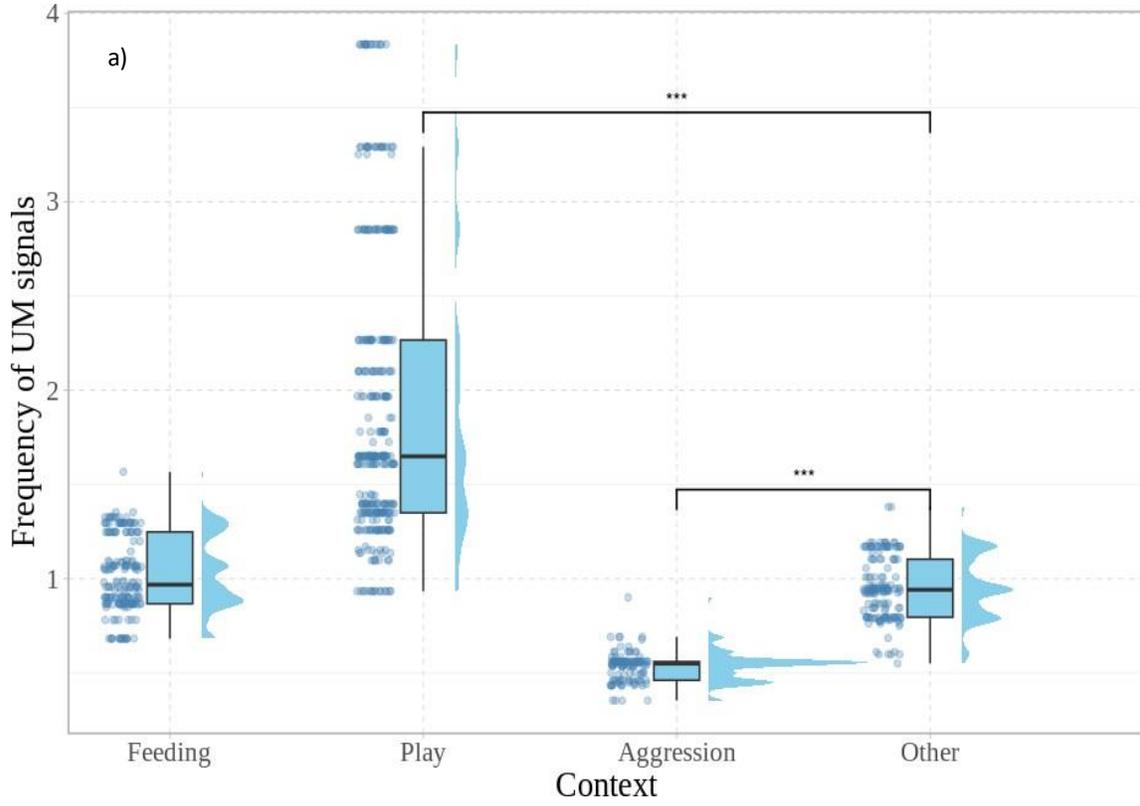 4
a)
***
3
2
***
1
Frequency of UM signals
Feeding
Play
Aggression
Other
Context